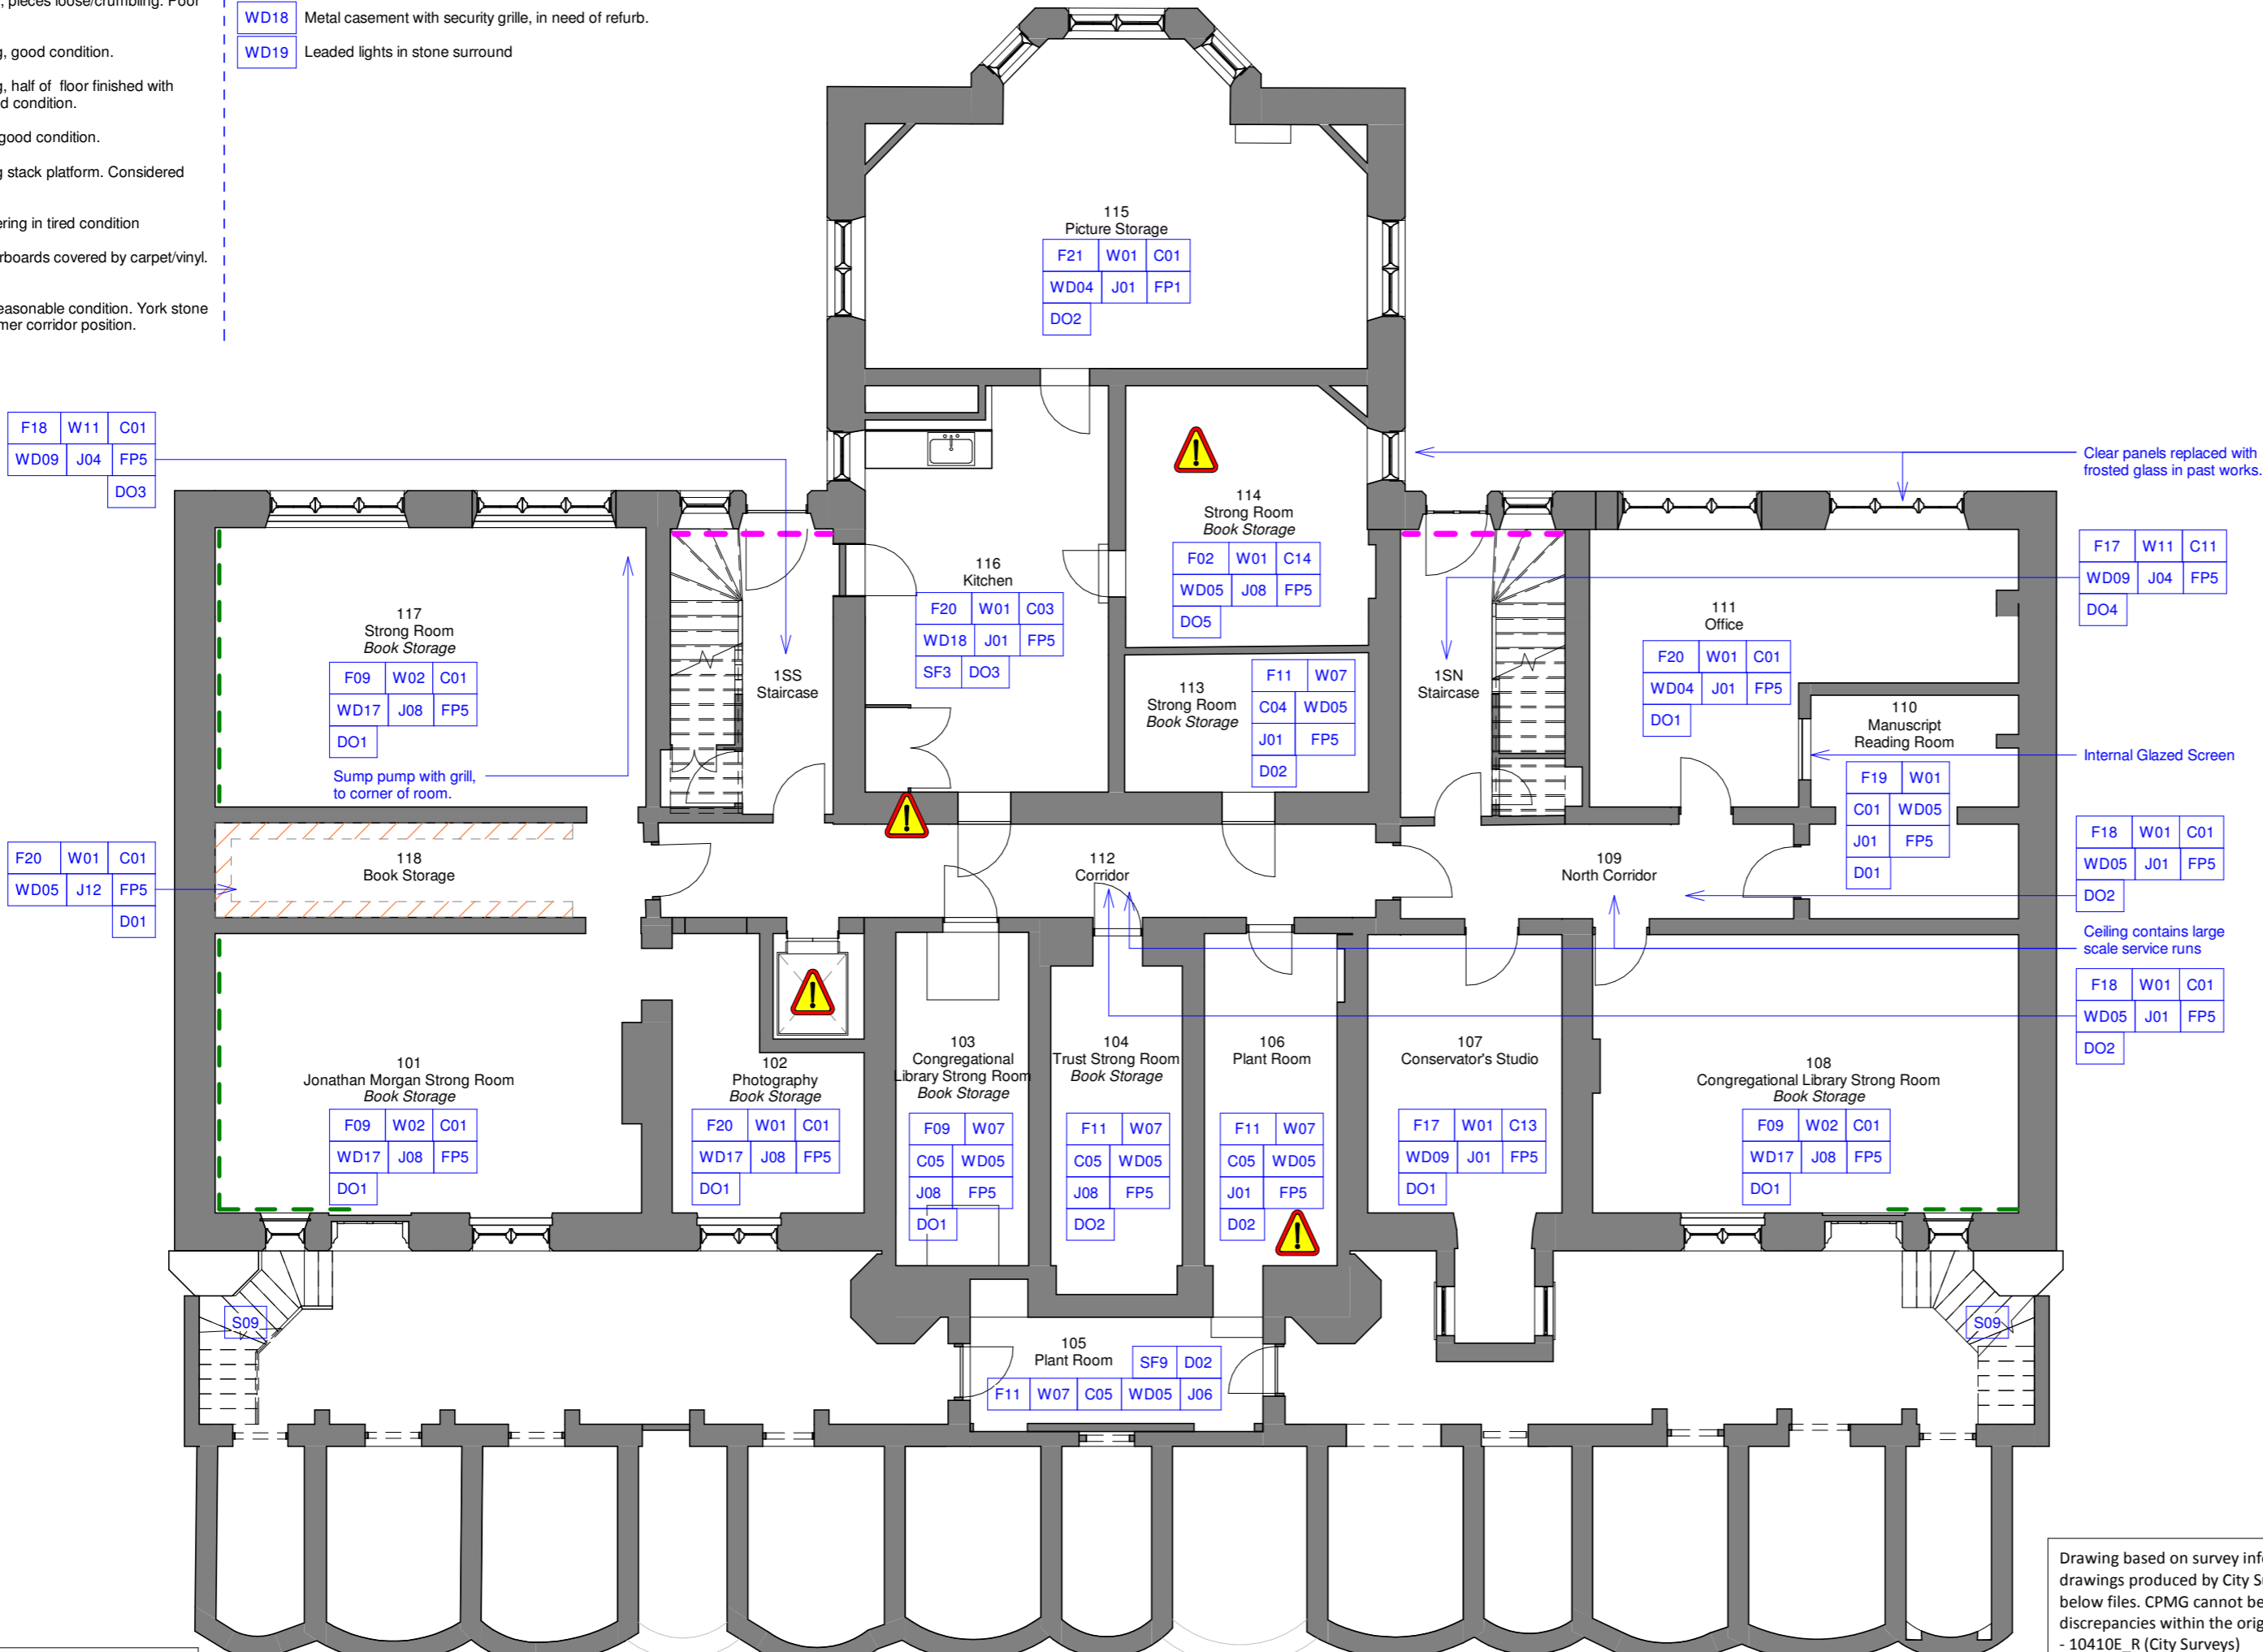 , pieces loose/crumbling. Poor
g, good condition.
g, half of floor finished with
d condition.
good condition.
g stack platform. Considered
ering in tired condition
rboards covered by carpet/vinyl.
easonable condition. York stone
mer corridor position.
WD18 Metal casement with security grille, in need of refurb.
WD19 Leaded lights in stone surround
115
Picture Storage
F21 W01 C01
WD04 J01 FP1
DO2
F18 W11 C01
WD09 J04 FP5
DO3
Clear panels replaced with
frosted glass in past works.
114
Strong Room
Book Storage
F02 W01 C14
WD05 J08 FP5
DO5
116
Kitchen
F20 W01 C03
WD18 J01 FP5
SF3 DO3
F17 W11 C11
WD09 J04 FP5
DO4
117
Strong Room
Book Storage
F09 W02 C01
WD17 J08 FP5
DO1
Sump pump with grill,
to corner of room.
1SS
Staircase
113
Strong Room
Book Storage
F11 W07
C04 WD05
J01 FP5
D02
1SN
Staircase
111
Office
F20 W01 C01
WD04 J01 FP5
DO1
110
Manuscript
Reading Room
F19 W01
C01 WD05
J01 FP5
D01
Internal Glazed Screen
F20 W01 C01
WD05 J12 FP5
D01
118
Book Storage
112
Corridor
109
North Corridor
F18 W01 C01
WD05 J01 FP5
DO2
Ceiling contains large
scale service runs
F18 W01 C01
WD05 J01 FP5
DO2
101
Jonathan Morgan Strong Room
Book Storage
F09 W02 C01
WD17 J08 FP5
DO1
102
Photography
Book Storage
F20 W01 C01
WD17 J08 FP5
DO1
103
Congregational
Library Strong Room
Book Storage
F09 W07
C05 WD05
J08 FP5
DO1
104
Trust Strong Room
Book Storage
F11 W07
C05 WD05
J08 FP5
DO2
106
Plant Room
F11 W07
C05 WD05
J01 FP5
D02
107
Conservator's Studio
F17 W01 C13
WD09 J01 FP5
DO1
108
Congregational Library Strong Room
Book Storage
F09 W02 C01
WD17 J08 FP5
DO1
S09
S09
105
Plant Room
SF9 D02
F11 W07 C05 WD05 J06
Drawing based on survey inf
drawings produced by City S
below files. CPMG cannot be
discrepancies within the orig
- 10410E_R (City Surveys)